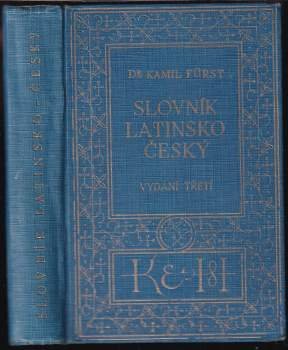 SLOVNÍK LATINSKO-ČESKÝ
DR KAMIL FÜRST
SLOVNÍK
LATINSKO
ČESKÝ
VYDÁNÍ TŘETÍ